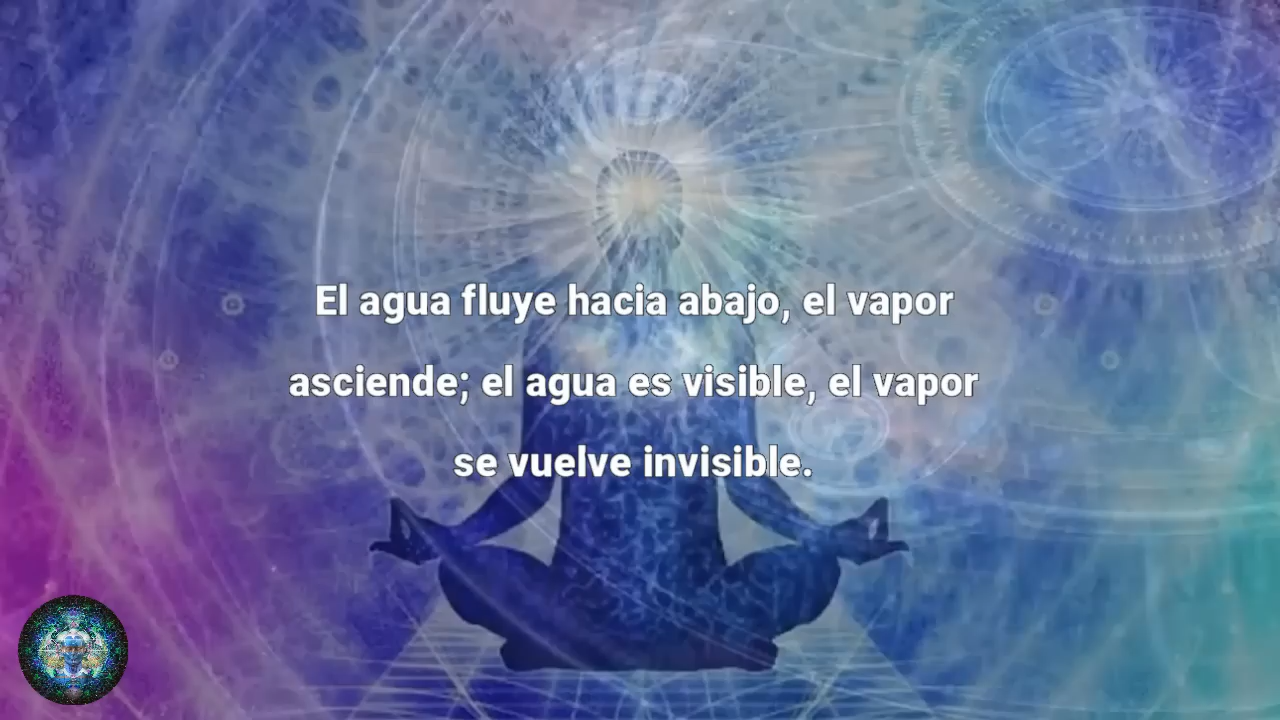 El agua fluye hacia abajo, el vapor
asciende; el agua es visible, el vapor
se vuelve invisible.